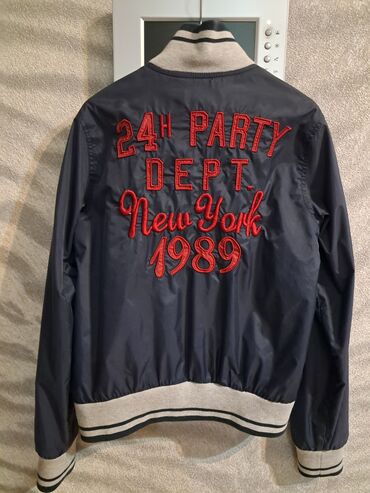 24H PARTY
DEPT.
New York
1989